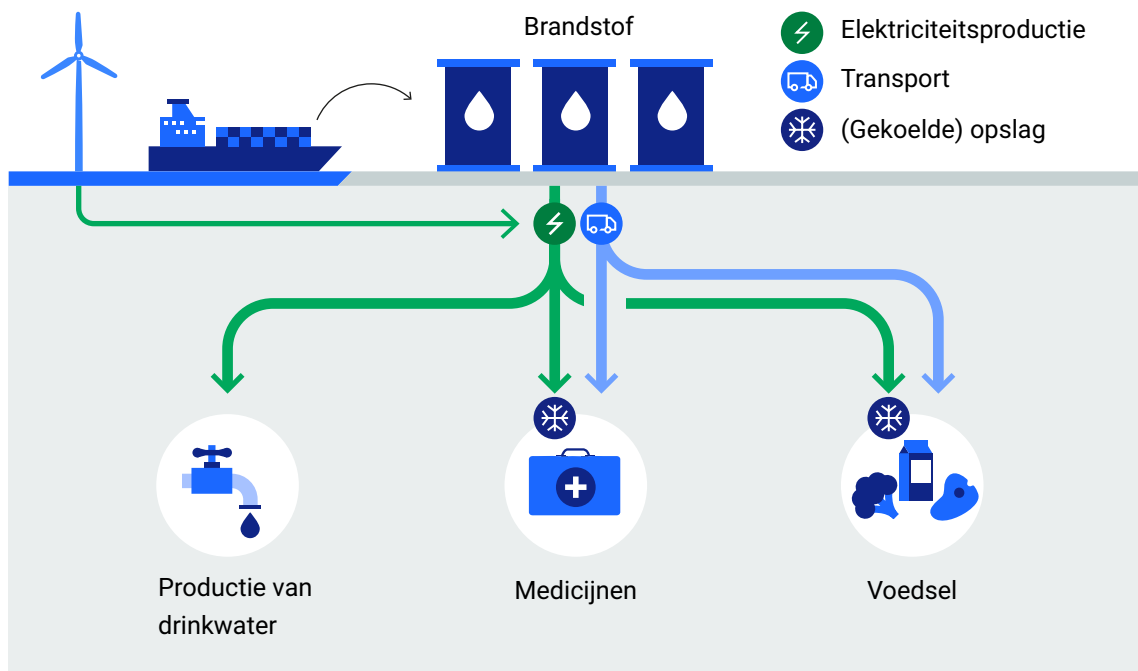 Brandstof
Elektriciteitsproductie
Transport
(Gekoelde) opslag
Productie van
drinkwater
Medicijnen
Voedsel